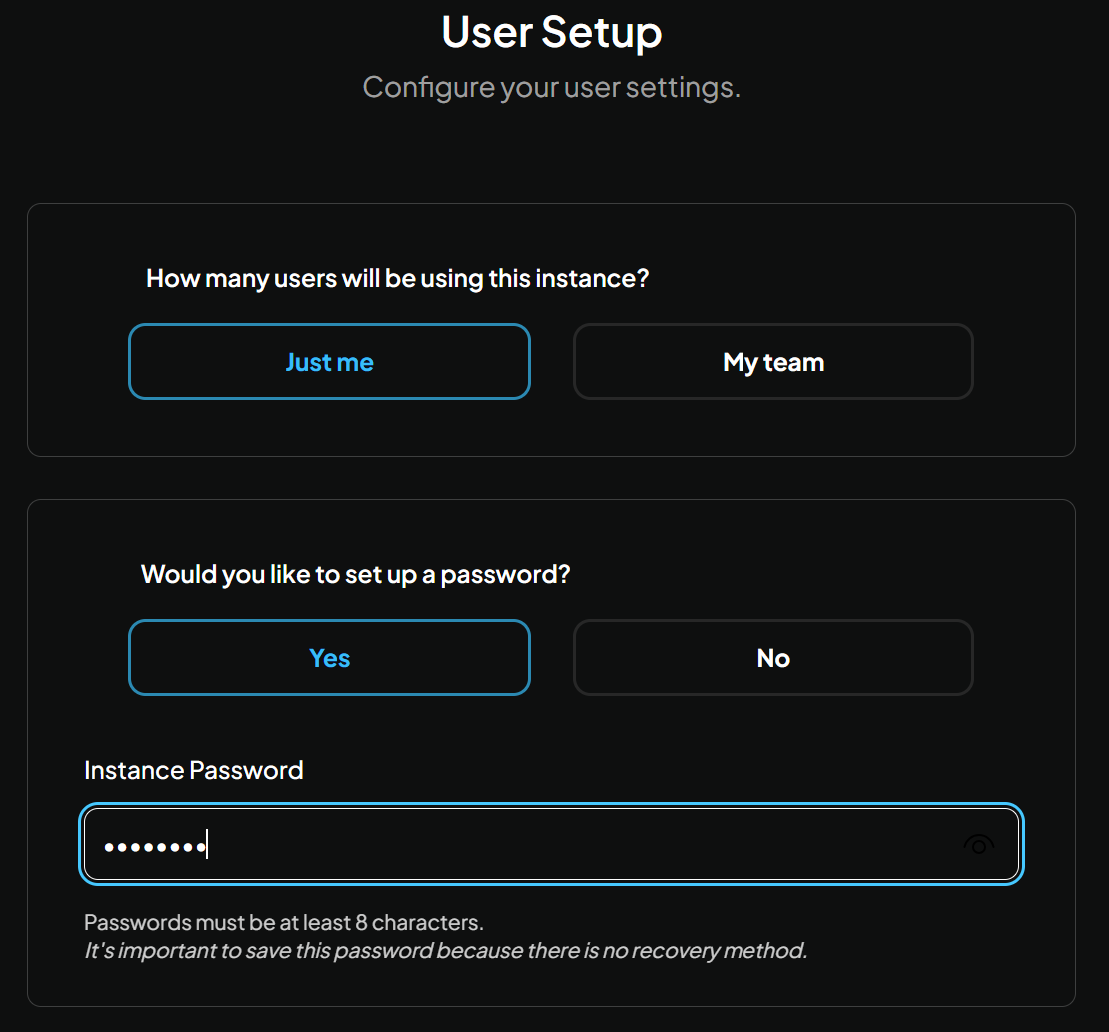 User Setup
Configure your user settings.
How many users will be using this instance?
Just me
My team
Would you like to set up a password?
Yes
No
Instance Password
••••••••
Passwords must be at least 8 characters.
It's important to save this password because there is no recovery method.